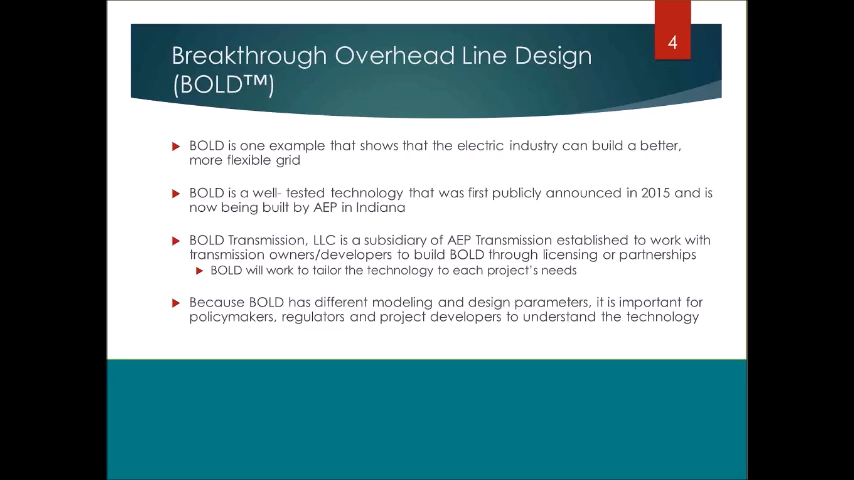 4
Breakthrough Overhead Line Design
(BOLD™)
BOLD is one example that shows that the electric industry can build a better,
more flexible grid
BOLD is a well- tested technology that was first publicly announced in 2015 and is
now being built by AEP in Indiana
BOLD Transmission, LLC is a subsidiary of AEP Transmission established to work with
transmission owners/developers to build BOLD through licensing or partnerships
BOLD will work to tailor the technology to each project's needs
Because BOLD has different modeling and design parameters, it is important for
policymakers, regulators and project developers to understand the technology